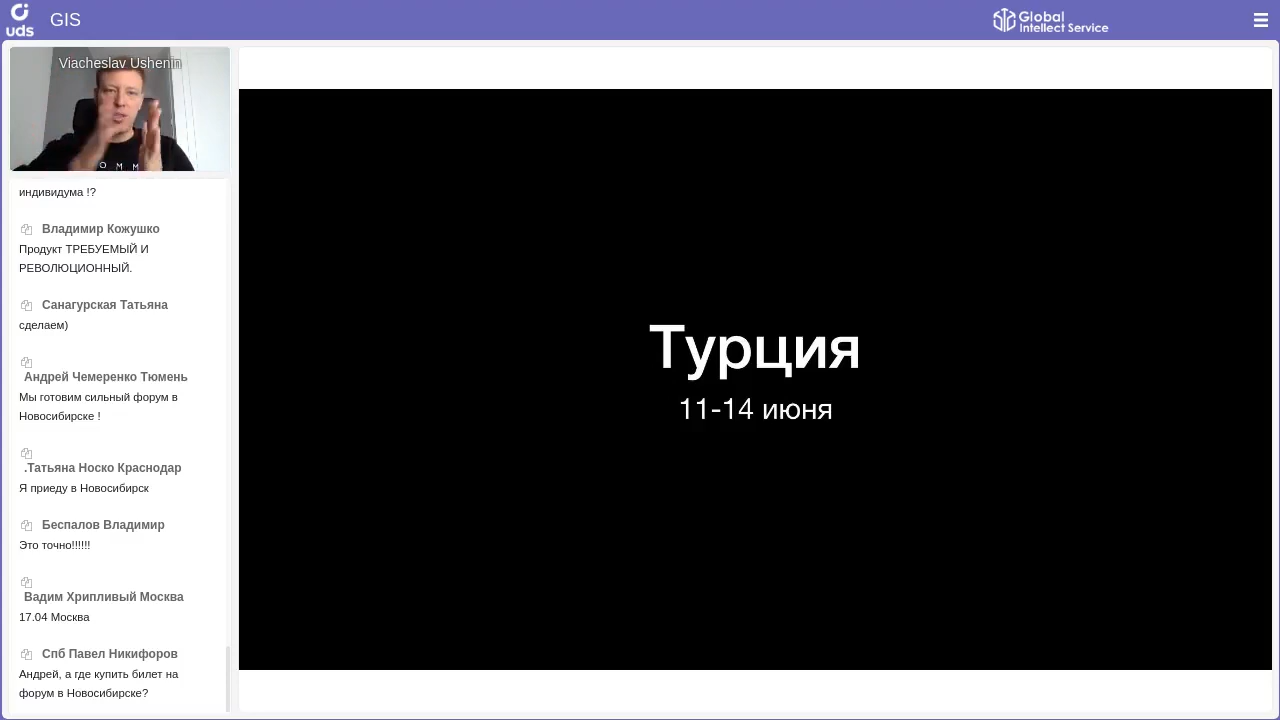 uds
GIS
Global
Intellect Service
Viacheslav Ushenin
O M M
индивидума !?
Владимир Кожушко
Продукт ТРЕБУЕМЫЙ И
РЕВОЛЮЦИОННЫЙ.
Санагурская Татьяна
сделаем)
Андрей Чемеренко Тюмень
Мы готовим сильный форум в
Новосибирске !
.Татьяна Носко Краснодар
Я приеду в Новосибирск
Беспалов Владимир
Это точно!!!!!!
Вадим Хрипливый Москва
17.04 Москва
Спб Павел Никифоров
Андрей, а где купить билет на
форум в Новосибирске?
Турция
11-14 июня